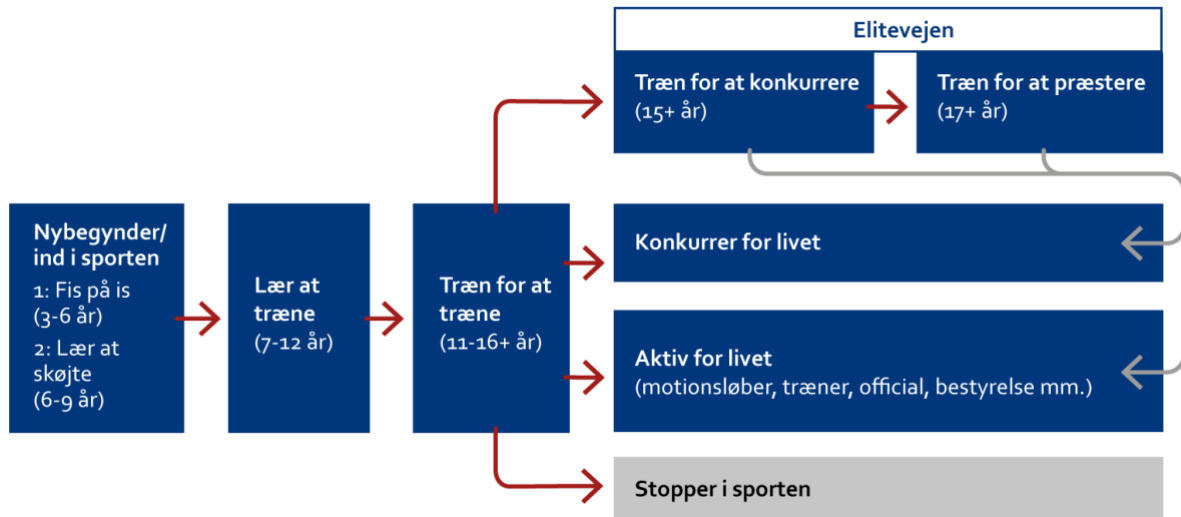 Elitevejen
Træn for at konkurrere
(15+ år)
Træn for at præstere
(17+ år)
Nybegynder/
ind i sporten
1: Fis på is
(3-6 år)
2: Lær at
skøjte
(6-9 år)
Lær at
træne
(7-12 år)
Træn for at
træne
(11-16+ år)
Konkurrer for livet
Aktiv for livet
(motionsløber, træner, official, bestyrelse mm.)
Stopper i sporten